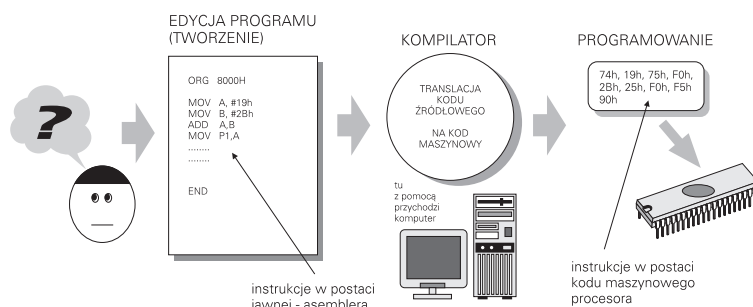 EDYCJA PROGRAMU
(TWORZENIE)
KOMPILATOR
PROGRAMOWANIE
?
ORG 8000H
MOV A, #19h
MOV B, #2Bh
ADD A,B
MOV P1,A
........
........
END
TRANSLACJA
KODU
ŹRÓDŁOWEGO
NA KOD
MASZYNOWY
74h, 19h, 75h, F0h,
2Bh, 25h, F0h, F5h
90h
tu
z pomocą
przychodzi
komputer
instrukcje w postaci
jawnej - asemblera
instrukcje w postaci
kodu maszynowego
procesora